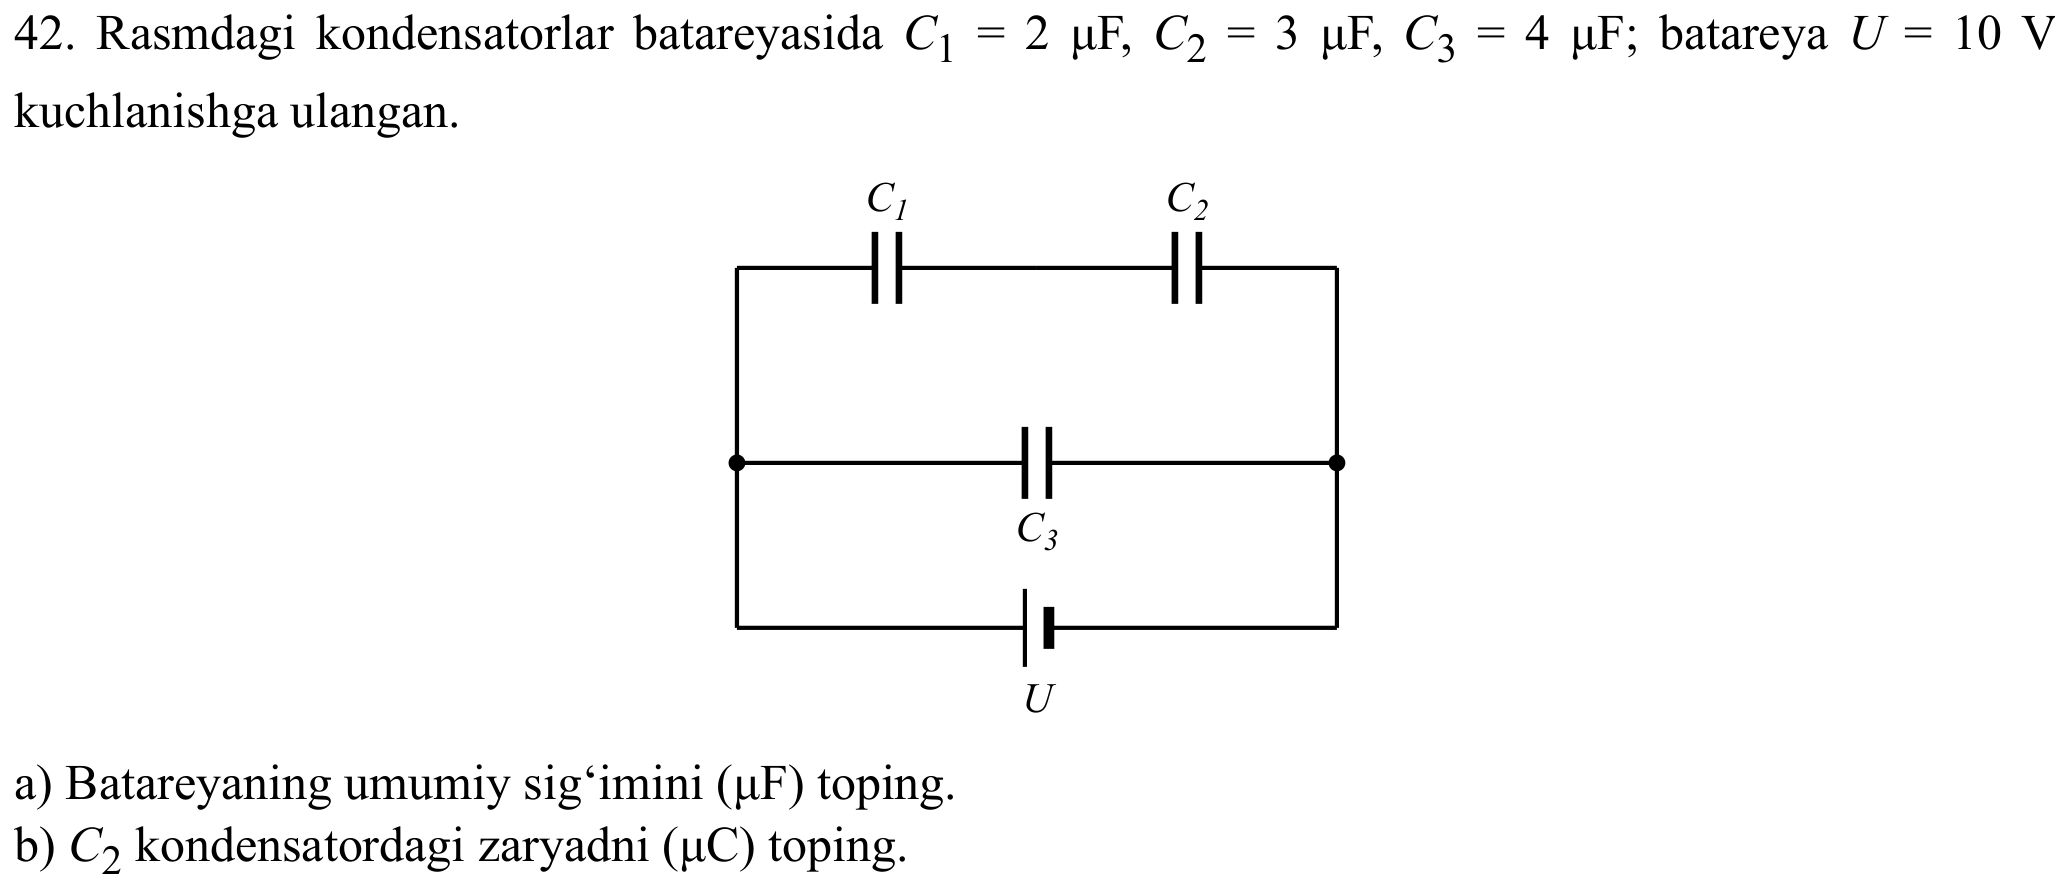 42. Rasmdagi kondensatorlar batareyasida C₁ = 2 μF, C₂ = 3 μF, C₃ = 4 μF; batareya U = 10 V
kuchlanishga ulangan.
C₁ C₂
C₃
U
a) Batareyaning umumiy sig‘imini (μF) toping.
b) C₂ kondensatordagi zaryadni (μC) toping.